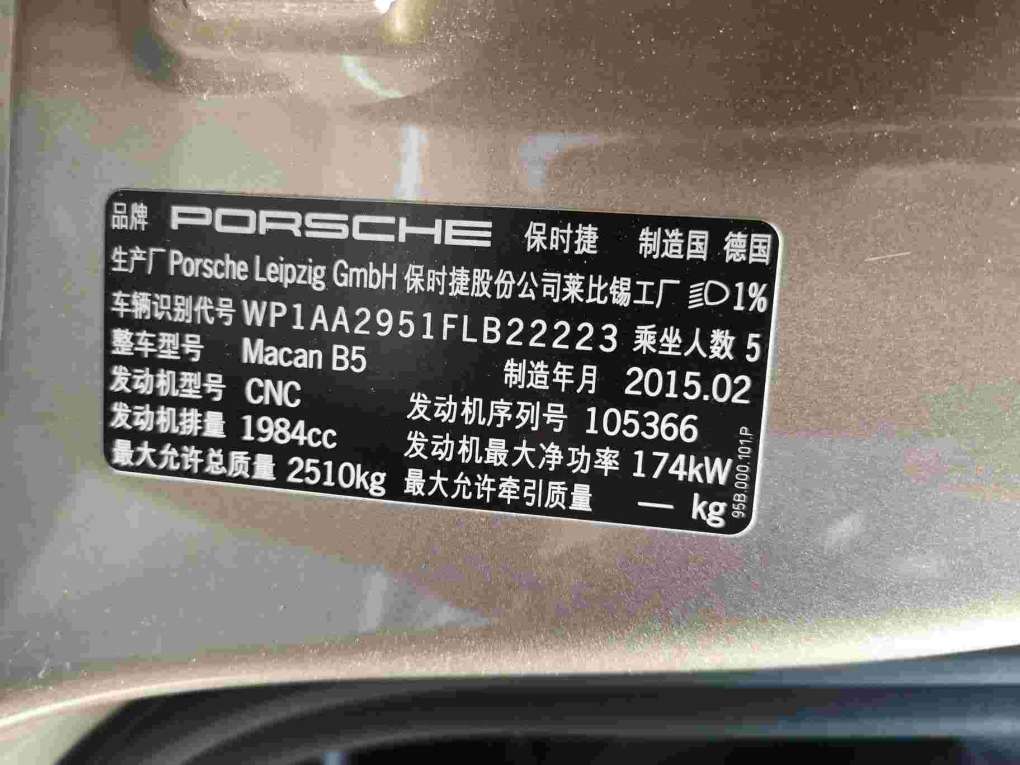 品牌 PORSCHE 保时捷 制造国 德国
生产厂 Porsche Leipzig GmbH 保时捷股份公司莱比锡工厂 1%
车辆识别代号 WP1AA2951FLB22223 乘坐人数 5
整车型号 Macan B5 制造年月 2015.02
发动机型号 CNC 发动机序列号 105366
发动机排量 1984cc 发动机最大净功率 174kW
最大允许总质量 2510kg 最大允许牵引质量 — kg
95B.000.101.P